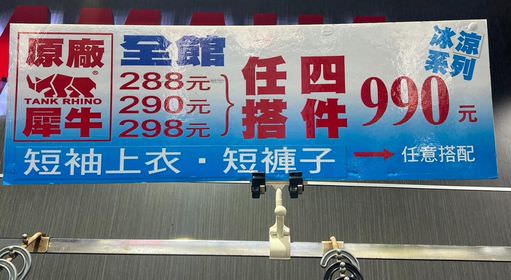 原廠
TANK RHINO
®
犀牛
全館
288元
290元
298元
任四
搭件
990元
冰涼
系列
短袖上衣・短褲子 → 任意搭配